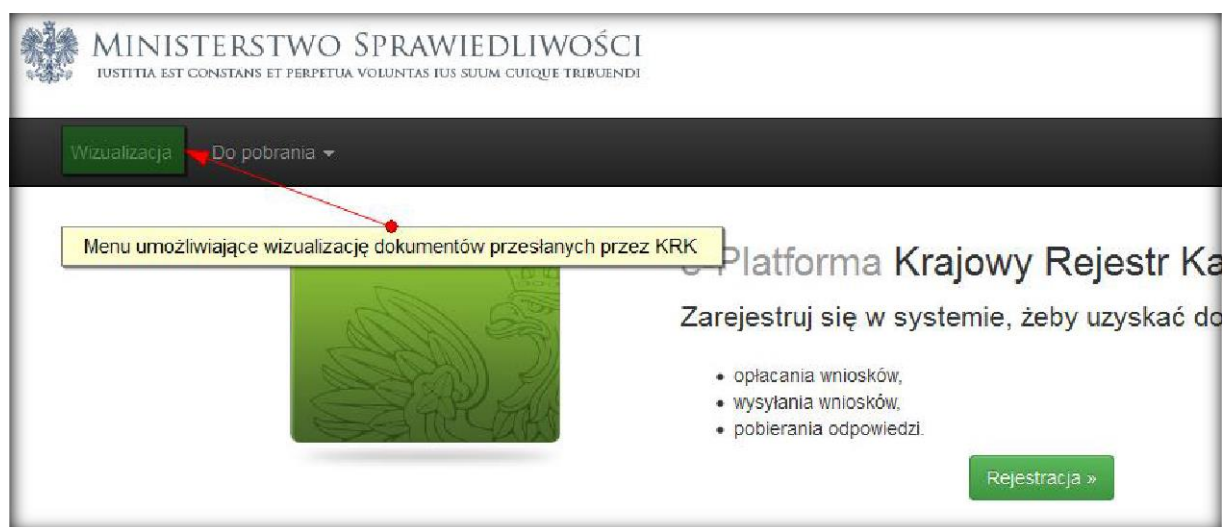 MINISTERSTWO SPRAWIEDLIWOŚCI
IUSTITIA EST CONSTANS ET PERPETUA VOLUNTAS IUS SUUM CUIQUE TRIBUENDI
Wizualizacja Do pobrania
Menu umożliwiające wizualizację dokumentów przesłanych przez KRK
e-Platforma Krajowy Rejestr Ka
Zarejestruj się w systemie, żeby uzyskać do
• opłacania wniosków,
• wysyłania wniosków,
• pobierania odpowiedzi.
Rejestracja »